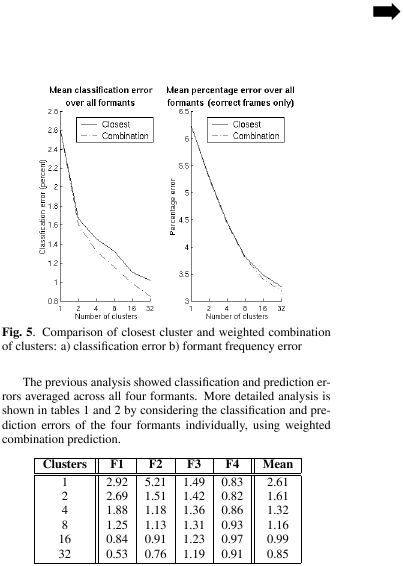 Mean classification error
over all formants
2.8
2.6
2.4
2.2
2
1.8
1.6
1.4
1.2
1
0.8
Classification error (percent)
Closest
Combination
1 2 4 8 16 32
Number of clusters
Mean percentage error over all
formants (correct frames only)
6.5
6
5.5
5
4.5
4
3.5
3
Percentage error
Closest
Combination
1 2 4 8 16 32
Number of clusters
Fig. 5. Comparison of closest cluster and weighted combination
of clusters: a) classification error b) formant frequency error
The previous analysis showed classification and prediction er-
rors averaged across all four formants. More detailed analysis is
shown in tables 1 and 2 by considering the classification and pre-
diction errors of the four formants individually, using weighted
combination prediction.
Clusters F1 F2 F3 F4 Mean
1 2.92 5.21 1.49 0.83 2.61
2 2.69 1.51 1.42 0.82 1.61
4 1.88 1.18 1.36 0.86 1.32
8 1.25 1.13 1.31 0.93 1.16
16 0.84 0.91 1.23 0.97 0.99
32 0.53 0.76 1.19 0.91 0.85